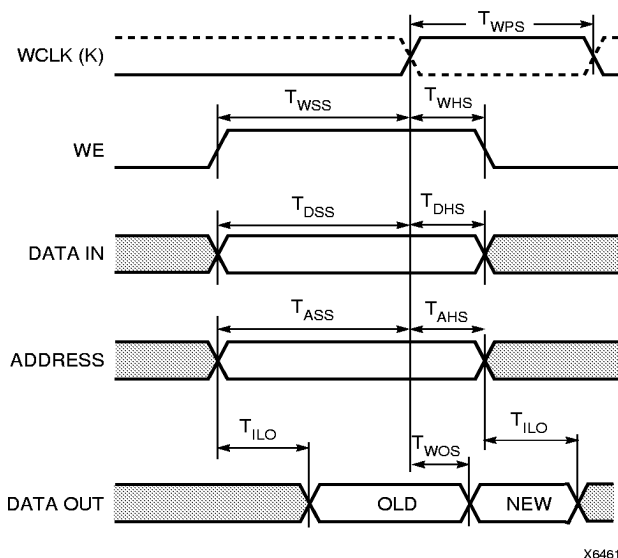 T_WPS
WCLK (K)
T_WSS T_WHS
WE
T_DSS T_DHS
DATA IN
T_ASS T_AHS
ADDRESS
T_ILO T_WOS T_ILO
DATA OUT OLD NEW
X6461